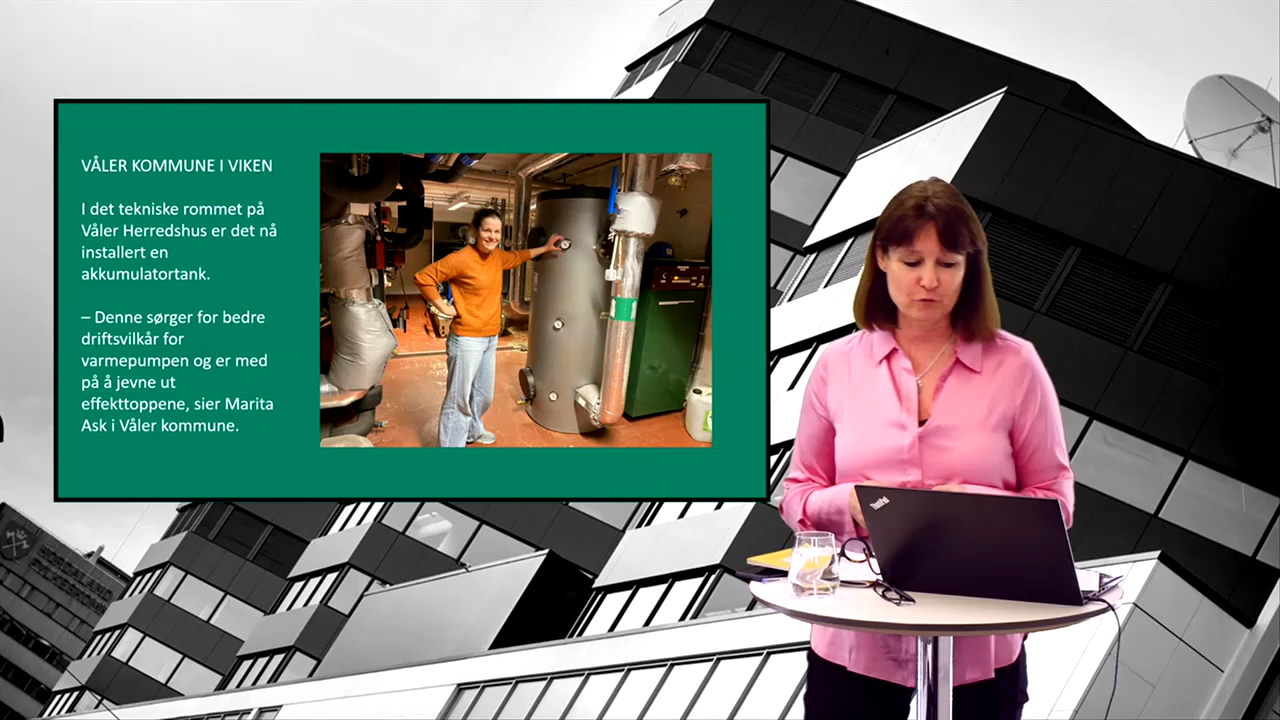 VÅLER KOMMUNE I VIKEN
I det tekniske rommet på
Våler Herredshus er det nå
installert en
akkumulatortank.
– Denne sørger for bedre
driftsvilkår for
varmepumpen og er med
på å jevne ut
effekttoppene, sier Marita
Ask i Våler kommune.
ThinkPad